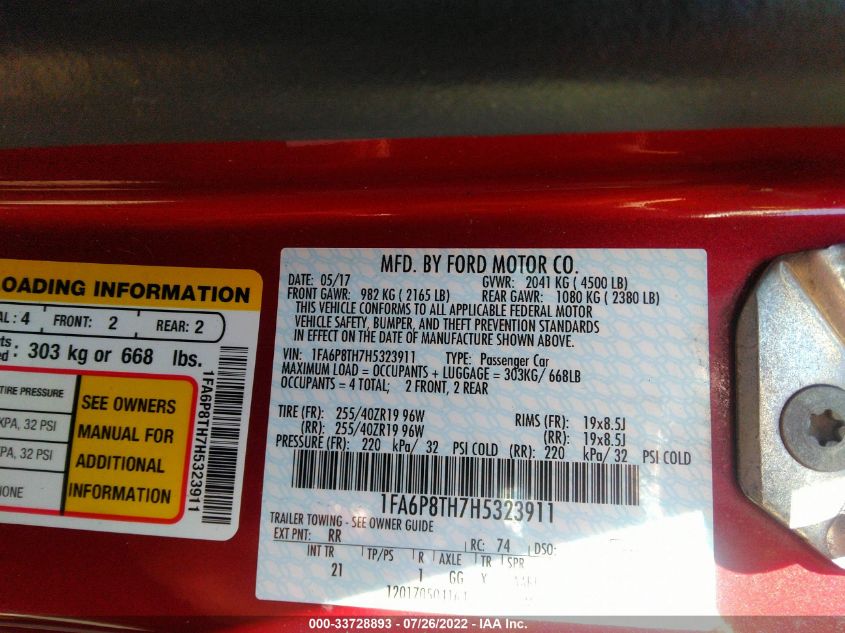 OADING INFORMATION
AL: 4 FRONT: 2 REAR: 2
303 kg or 668 lbs.
TIRE PRESSURE
KPA, 32 PSI
KPA, 32 PSI
NONE
SEE OWNERS
MANUAL FOR
ADDITIONAL
INFORMATION
1FA6P8TH7H5323911
MFD. BY FORD MOTOR CO.
DATE: 05/17 GVWR: 2041 KG ( 4500 LB)
FRONT GAWR: 982 KG ( 2165 LB) REAR GAWR: 1080 KG ( 2380 LB)
THIS VEHICLE CONFORMS TO ALL APPLICABLE FEDERAL MOTOR
VEHICLE SAFETY, BUMPER, AND THEFT PREVENTION STANDARDS
IN EFFECT ON THE DATE OF MANUFACTURE SHOWN ABOVE.
VIN: 1FA6P8TH7H5323911 TYPE: Passenger Car
MAXIMUM LOAD = OCCUPANTS + LUGGAGE = 303KG/ 668LB
OCCUPANTS = 4 TOTAL; 2 FRONT, 2 REAR
TIRE (FR): 255/40ZR19 96W RIMS (FR): 19x8.5J
(RR): 255/40ZR19 96W (RR): 19x8.5J
PRESSURE (FR): 220 kPa/ 32 PSI COLD (RR): 220 kPa/ 32 PSI COLD
1FA6P8TH7H5323911
TRAILER TOWING - SEE OWNER GUIDE
EXT PNT: RR RC: 74 DSO:
INT TR TP/PS R AXLE TR SPR
21 1 GG Y
000-33728893 - 07/26/2022 - IAA Inc.